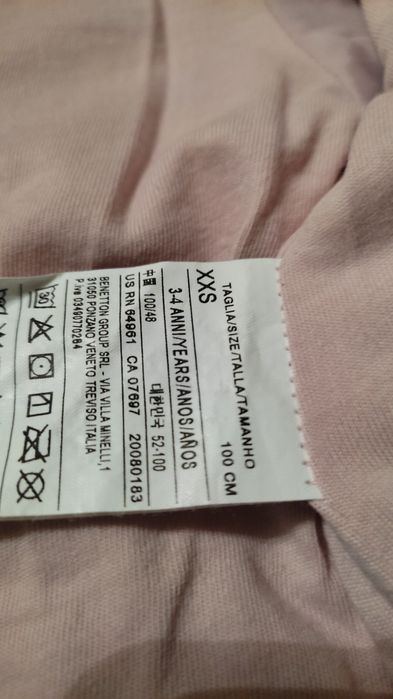 TAGLIA/SIZE/TALLA/TAMANHO
XXS 100 CM
3-4 ANNI/YEARS/ANOS/AÑOS
中国 100/48 대한민국 52-100
US RN 64961 CA 07697 20080183
BENETTON GROUP SRL - VIA VILLA MINELLI,1
31050 PONZANO VENETO TREVISO ITALIA
P.iva 03490770264
30